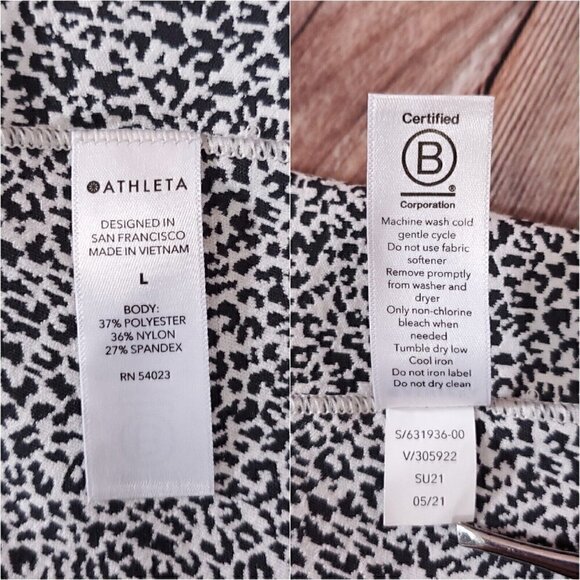 ATHLETA
DESIGNED IN
SAN FRANCISCO
MADE IN VIETNAM
L
BODY:
37% POLYESTER
36% NYLON
27% SPANDEX
RN 54023
Certified
B
®
Corporation
Machine wash cold
gentle cycle
Do not use fabric
softener
Remove promptly
from washer and
dryer
Only non-chlorine
bleach when
needed
Tumble dry low
Cool iron
Do not iron label
Do not dry clean
S/631936-00
V/305922
SU21
05/21